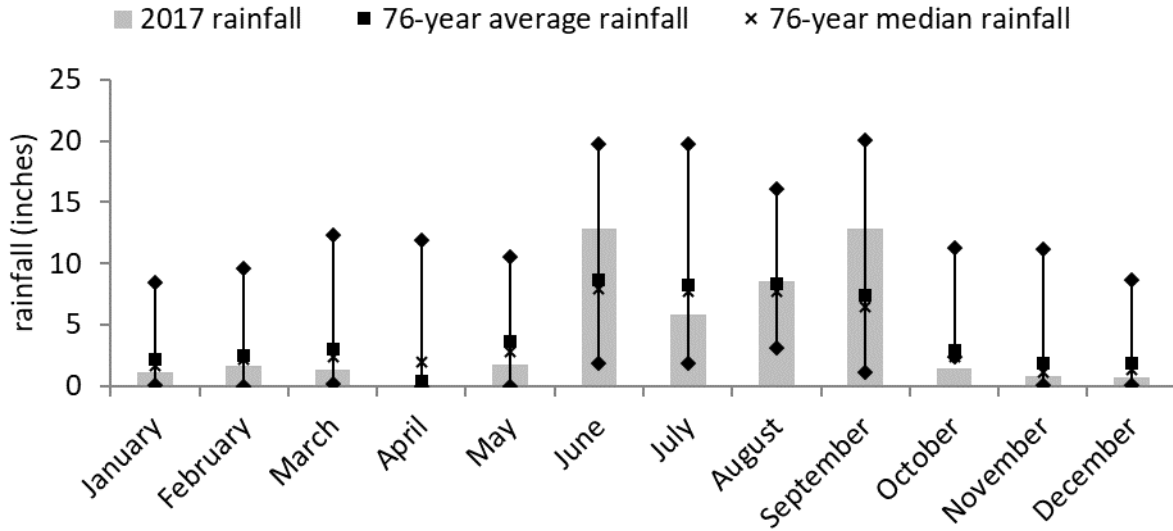 2017 rainfall 76-year average rainfall 76-year median rainfall
25
20
15
10
5
0
rainfall (inches)
January February March April May June July August September October November December